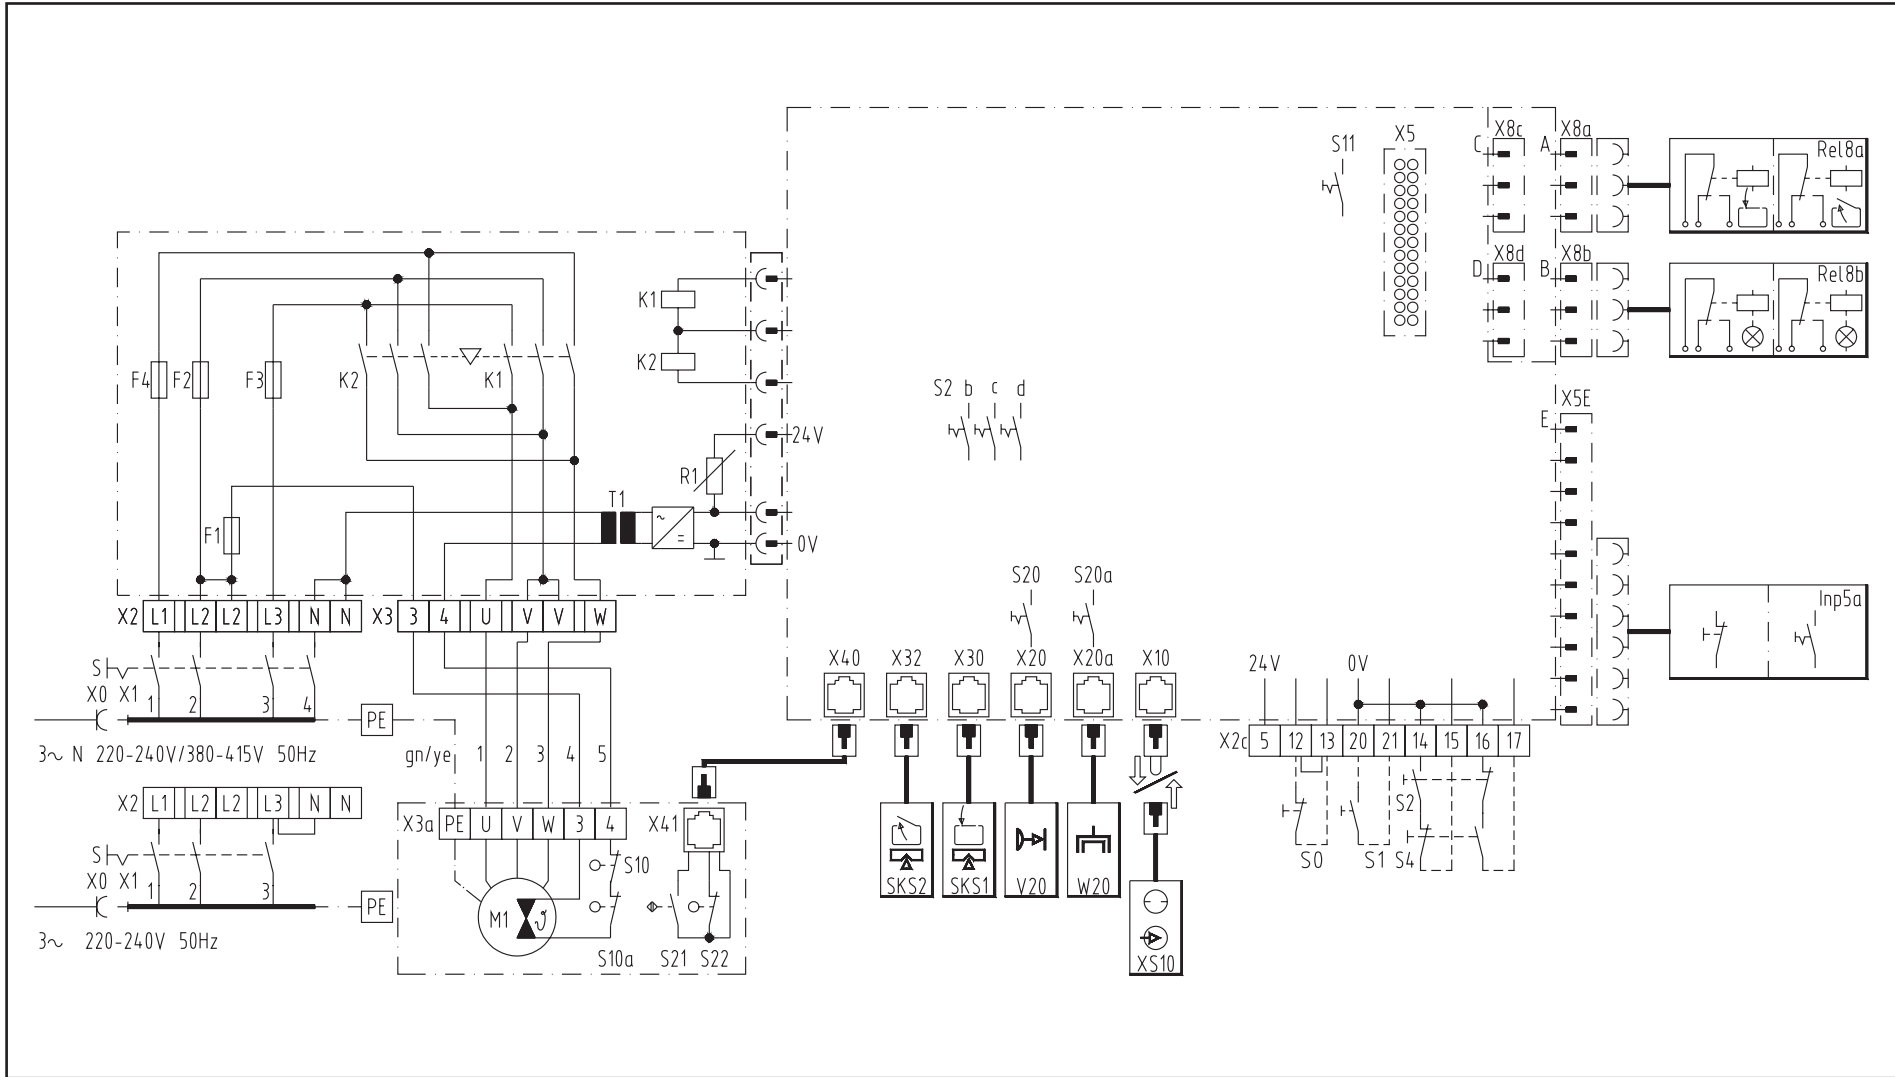 S11
X5
C
X8c
A
X8a
Rel8a
D
X8d
B
X8b
Rel8b
K1
K2
F4
F2
F3
K2
K1
S2 b c d
X5E
E
24V
R1
T1
F1
~
=
0V
S20
S20a
Inp5a
X2 L1 L2 L2 L3 N N
X3 3 4 U V V W
X40
X32
X30
X20
X20a
X10
24V
0V
S
X0 X1
1 2 3 4
PE
3~ N 220-240V/380-415V 50Hz
gn/ye 1 2 3 4 5
X2c 5 12 13 20 21 14 15 16 17
X2 L1 L2 L2 L3 N N
X3a PE U V W 3 4
X41
S2
S0
S1
S4
S
X0 X1
1 2 3
PE
3~ 220-240V 50Hz
S10
M1 ϑ
S10a
S21
S22
SKS2
SKS1
V20
W20
XS10